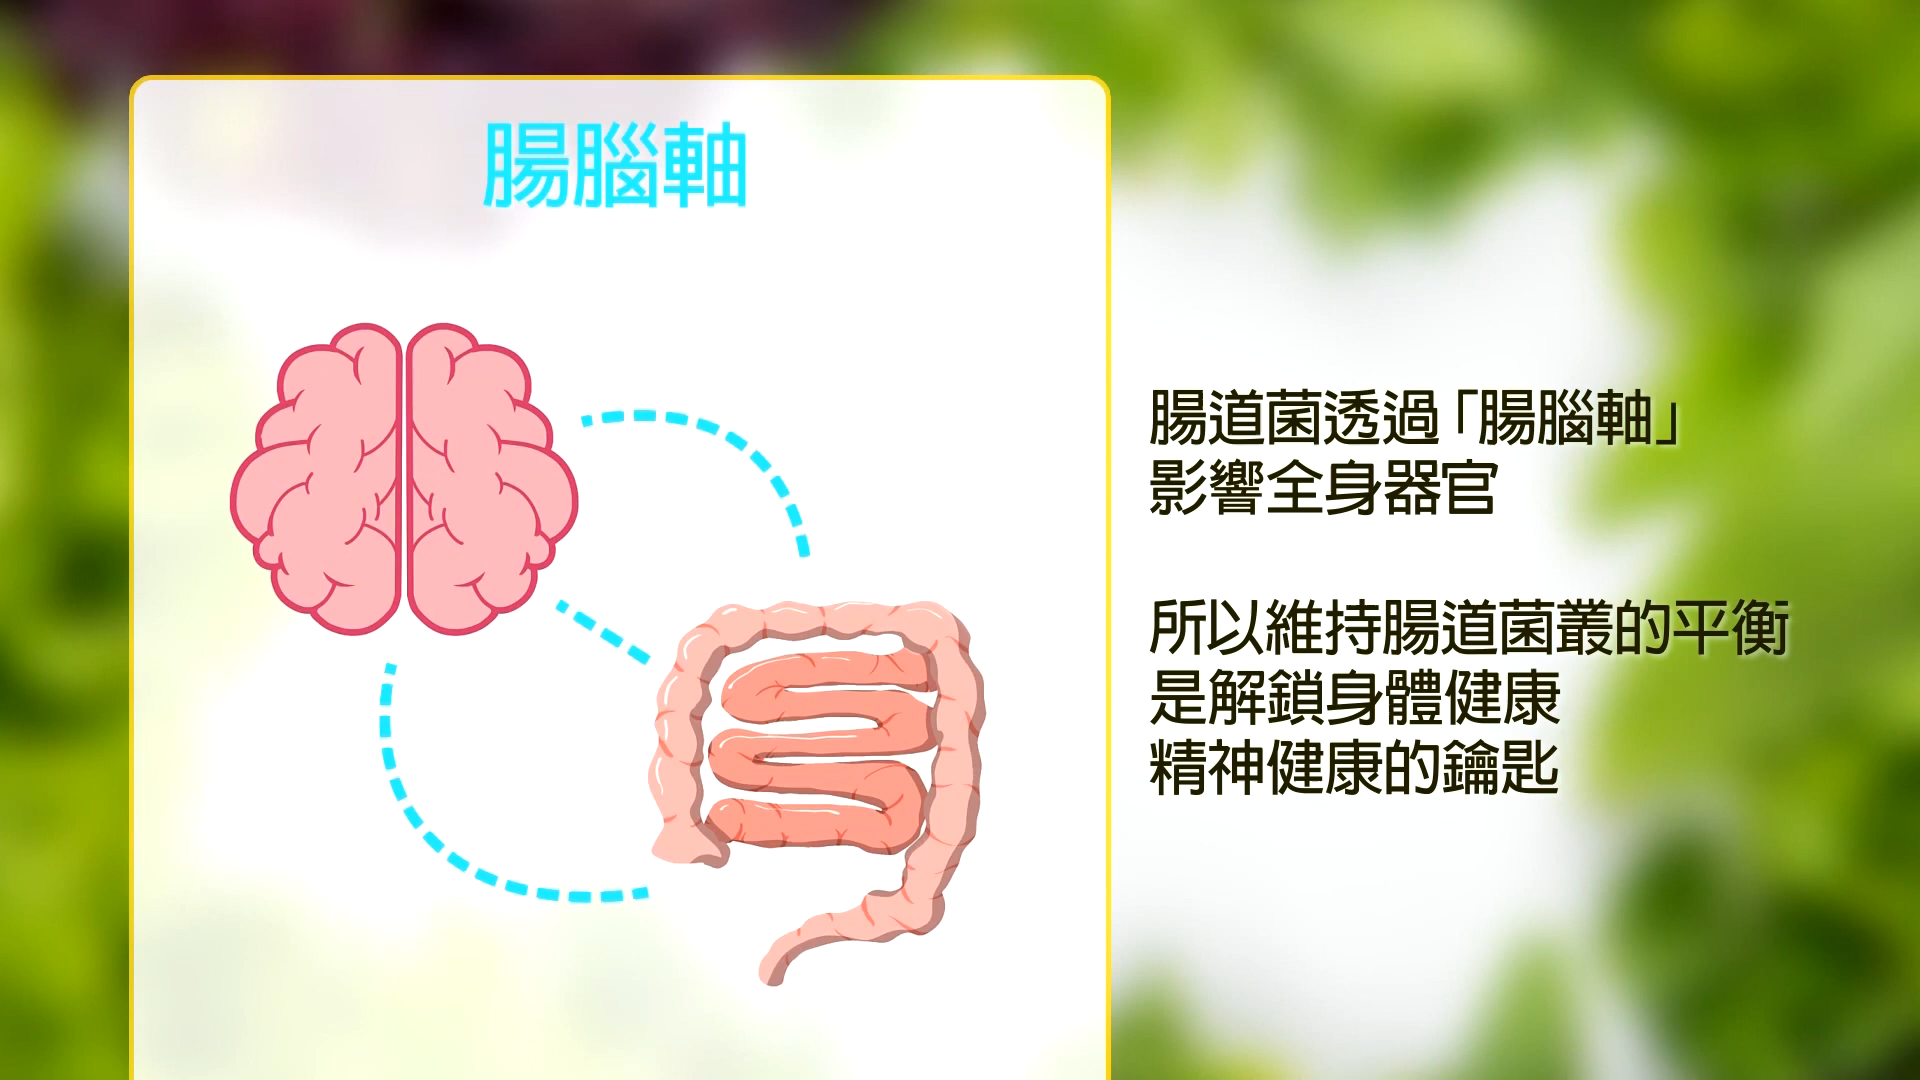 腸腦軸
腸道菌透過「腸腦軸」
影響全身器官
所以維持腸道菌叢的平衡
是解鎖身體健康
精神健康的鑰匙